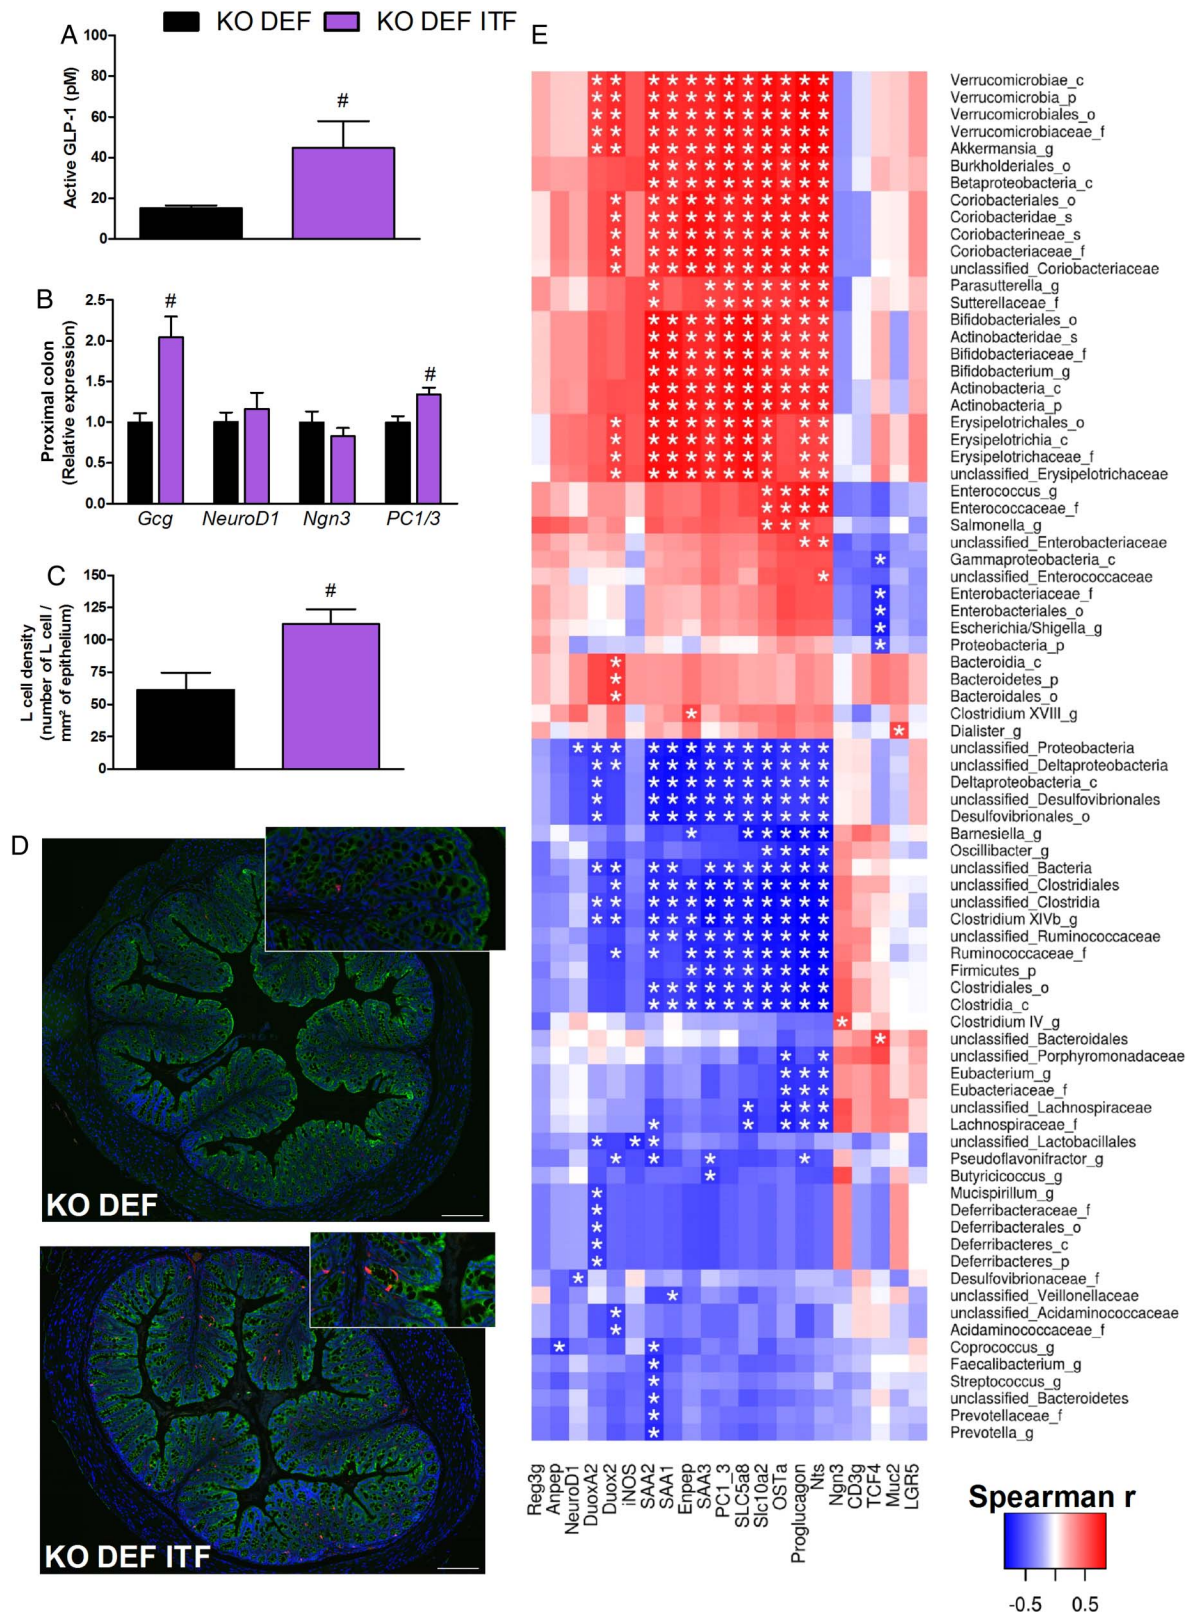 KO DEF KO DEF ITF
A
Active GLP-1 (pM)
100
80
60
40
20
0
#
B
Proximal colon
(Relative expression)
2.5
2.0
1.5
1.0
0.5
0.0
#
#
Gcg NeuroD1 Ngn3 PC1/3
C
L cell density
(number of L cell /
mm² of epithelium)
150
125
100
75
50
25
0
#
D
KO DEF
KO DEF ITF
E
Verrucomicrobiae_c
Verrucomicrobia_p
Verrucomicrobiales_o
Verrucomicrobiaceae_f
Akkermansia_g
Burkholderiales_o
Betaproteobacteria_c
Coriobacteriales_o
Coriobacteridae_s
Coriobacterineae_s
Coriobacteriaceae_f
unclassified_Coriobacteriaceae
Parasutterella_g
Sutterellaceae_f
Bifidobacteriales_o
Actinobacteridae_s
Bifidobacteriaceae_f
Bifidobacterium_g
Actinobacteria_c
Actinobacteria_p
Erysipelotrichales_o
Erysipelotrichia_c
Erysipelotrichaceae_f
unclassified_Erysipelotrichaceae
Enterococcus_g
Enterococcaceae_f
Salmonella_g
unclassified_Enterobacteriaceae
Gammaproteobacteria_c
unclassified_Enterococcaceae
Enterobacteriaceae_f
Enterobacteriales_o
Escherichia/Shigella_g
Proteobacteria_p
Bacteroidia_c
Bacteroidetes_p
Bacteroidales_o
Clostridium XVIII_g
Dialister_g
unclassified_Proteobacteria
unclassified_Deltaproteobacteria
Deltaproteobacteria_c
unclassified_Desulfovibrionales
Desulfovibrionales_o
Barnesiella_g
Oscillibacter_g
unclassified_Bacteria
unclassified_Clostridiales
unclassified_Clostridia
Clostridium XIVb_g
unclassified_Ruminococcaceae
Ruminococcaceae_f
Firmicutes_p
Clostridiales_o
Clostridia_c
Clostridium IV_g
unclassified_Bacteroidales
unclassified_Porphyromonadaceae
Eubacterium_g
Eubacteriaceae_f
unclassified_Lachnospiraceae
Lachnospiraceae_f
unclassified_Lactobacillales
Pseudoflavonifractor_g
Butyricicoccus_g
Mucispirillum_g
Deferribacteraceae_f
Deferribacterales_o
Deferribacteres_c
Deferribacteres_p
Desulfovibrionaceae_f
unclassified_Veillonellaceae
unclassified_Acidaminococcaceae
Acidaminococcaceae_f
Coprococcus_g
Faecalibacterium_g
Streptococcus_g
unclassified_Bacteroidetes
Prevotellaceae_f
Prevotella_g
Reg3g
Anpep
NeuroD1
DuoxA2
Duox2
iNOS
SAA2
SAA1
Enpep
SAA3
PC1_3
SLC5a8
Slc10a2
OSTa
Proglucagon
Nts
Ngn3
CD3g
TCF4
Muc2
LGR5
Spearman r
-0.5 0.5